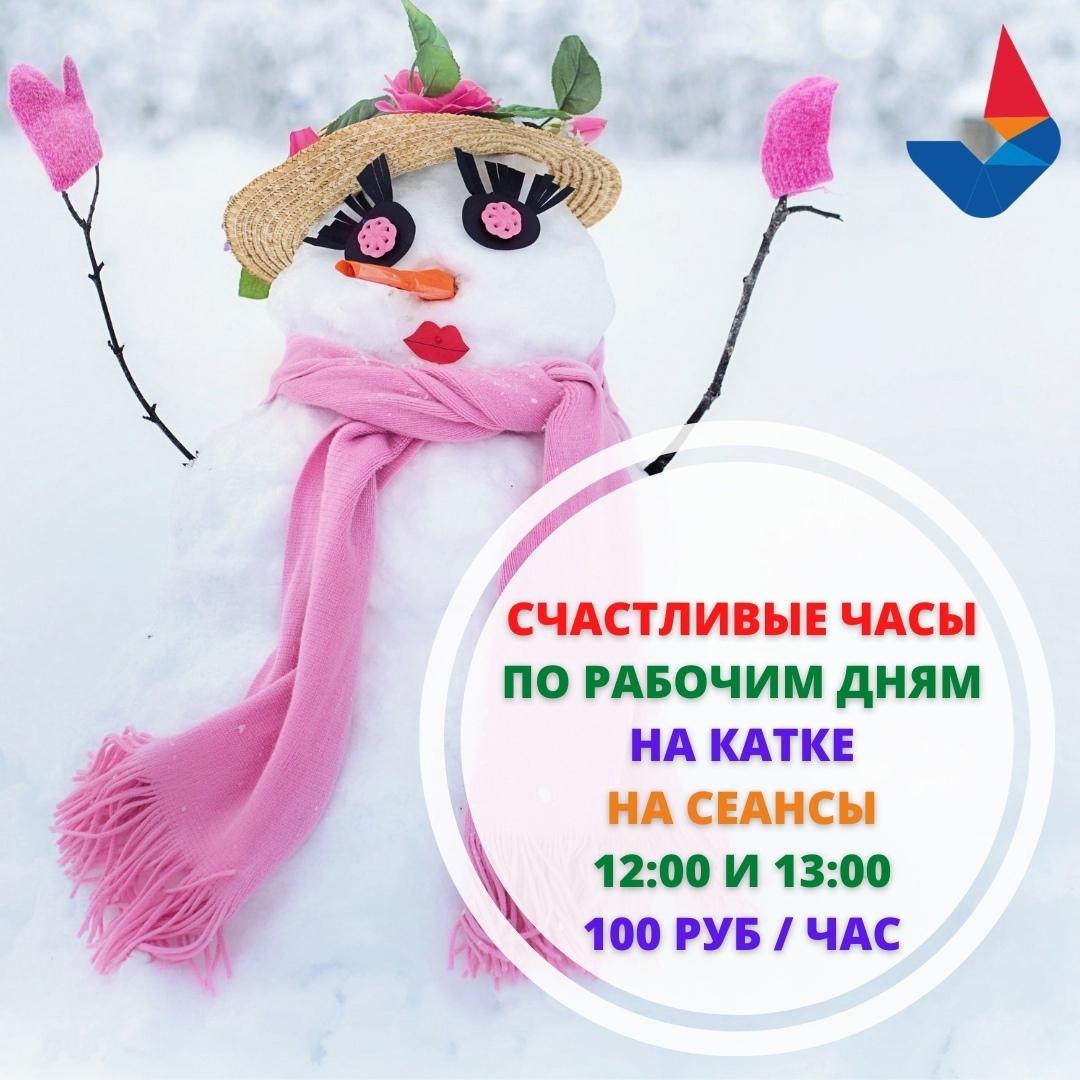 СЧАСТЛИВЫЕ ЧАСЫ
ПО РАБОЧИМ ДНЯМ
НА КАТКЕ
НА СЕАНСЫ
12:00 И 13:00
100 РУБ / ЧАС